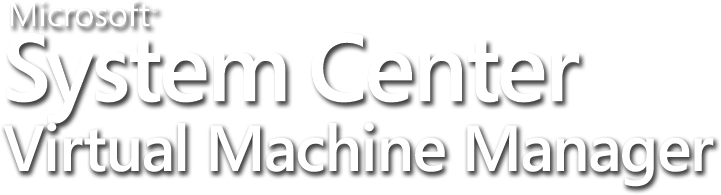 Microsoft®
System Center
Virtual Machine Manager